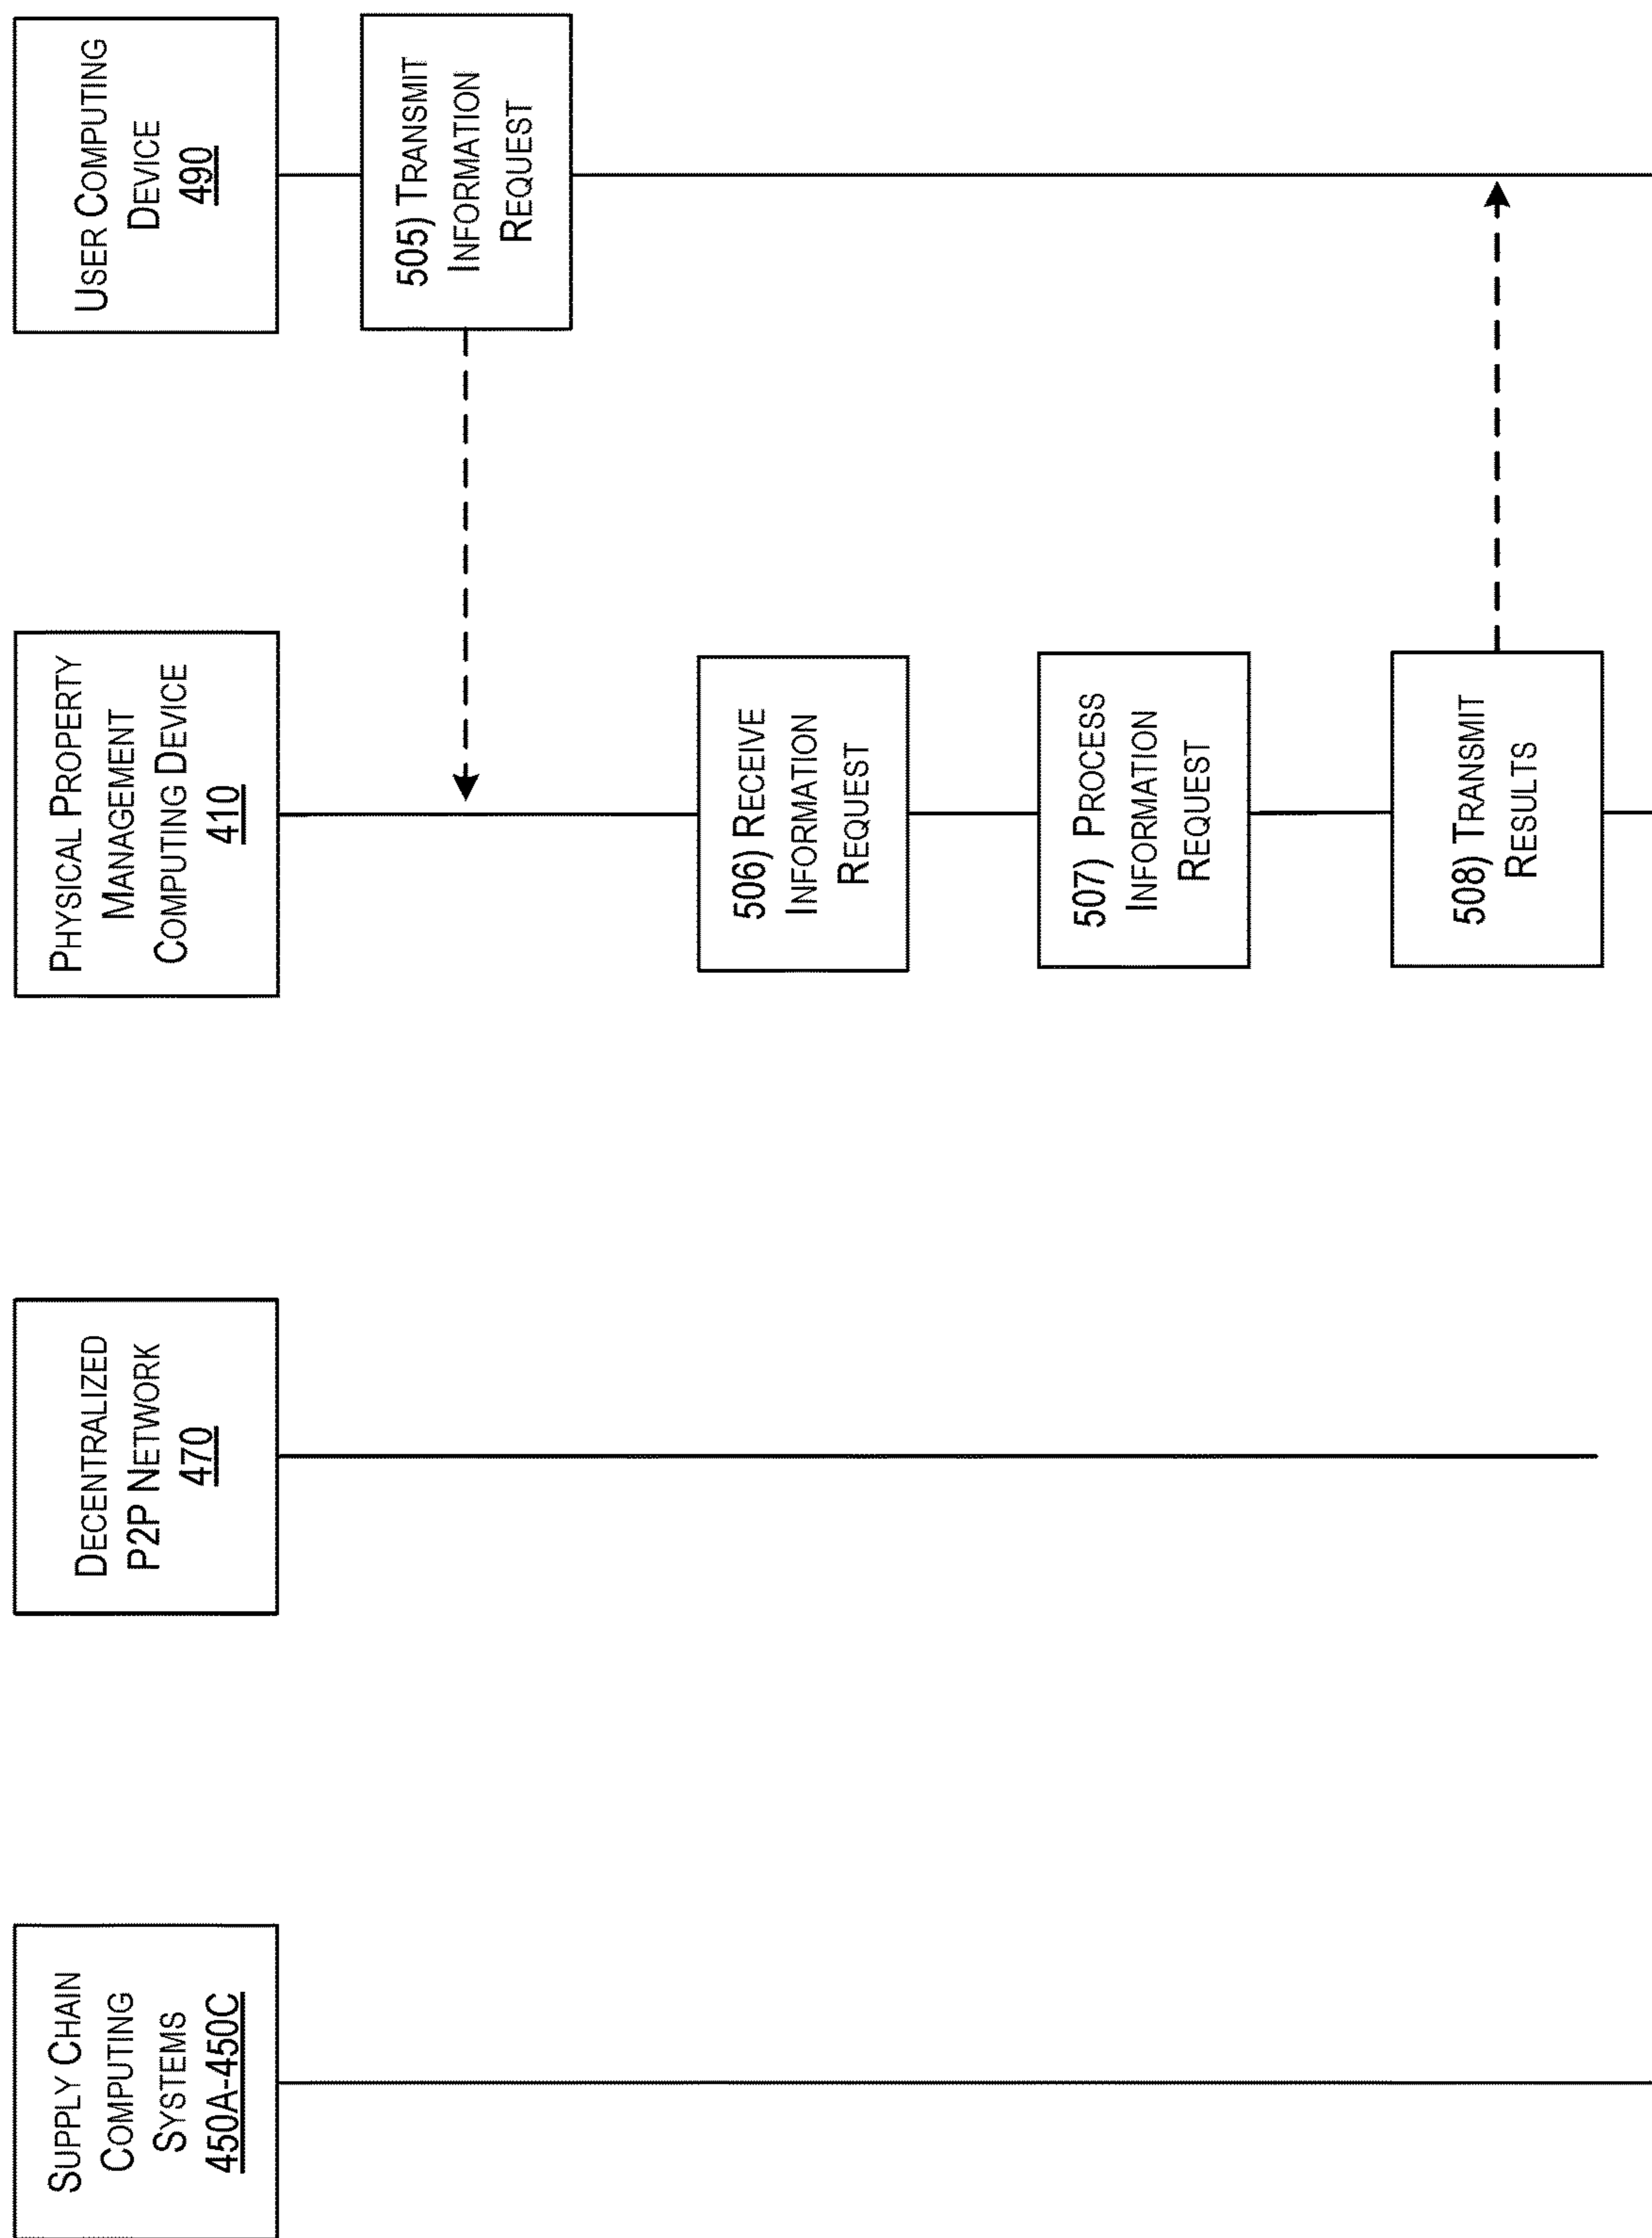 SUPPLY CHAIN
COMPUTING
SYSTEMS
450A-450C
DECENTRALIZED
P2P NETWORK
470
PHYSICAL PROPERTY
MANAGEMENT
COMPUTING DEVICE
410
USER COMPUTING
DEVICE
490
505) TRANSMIT
INFORMATION
REQUEST
506) RECEIVE
INFORMATION
REQUEST
507) PROCESS
INFORMATION
REQUEST
508) TRANSMIT
RESULTS